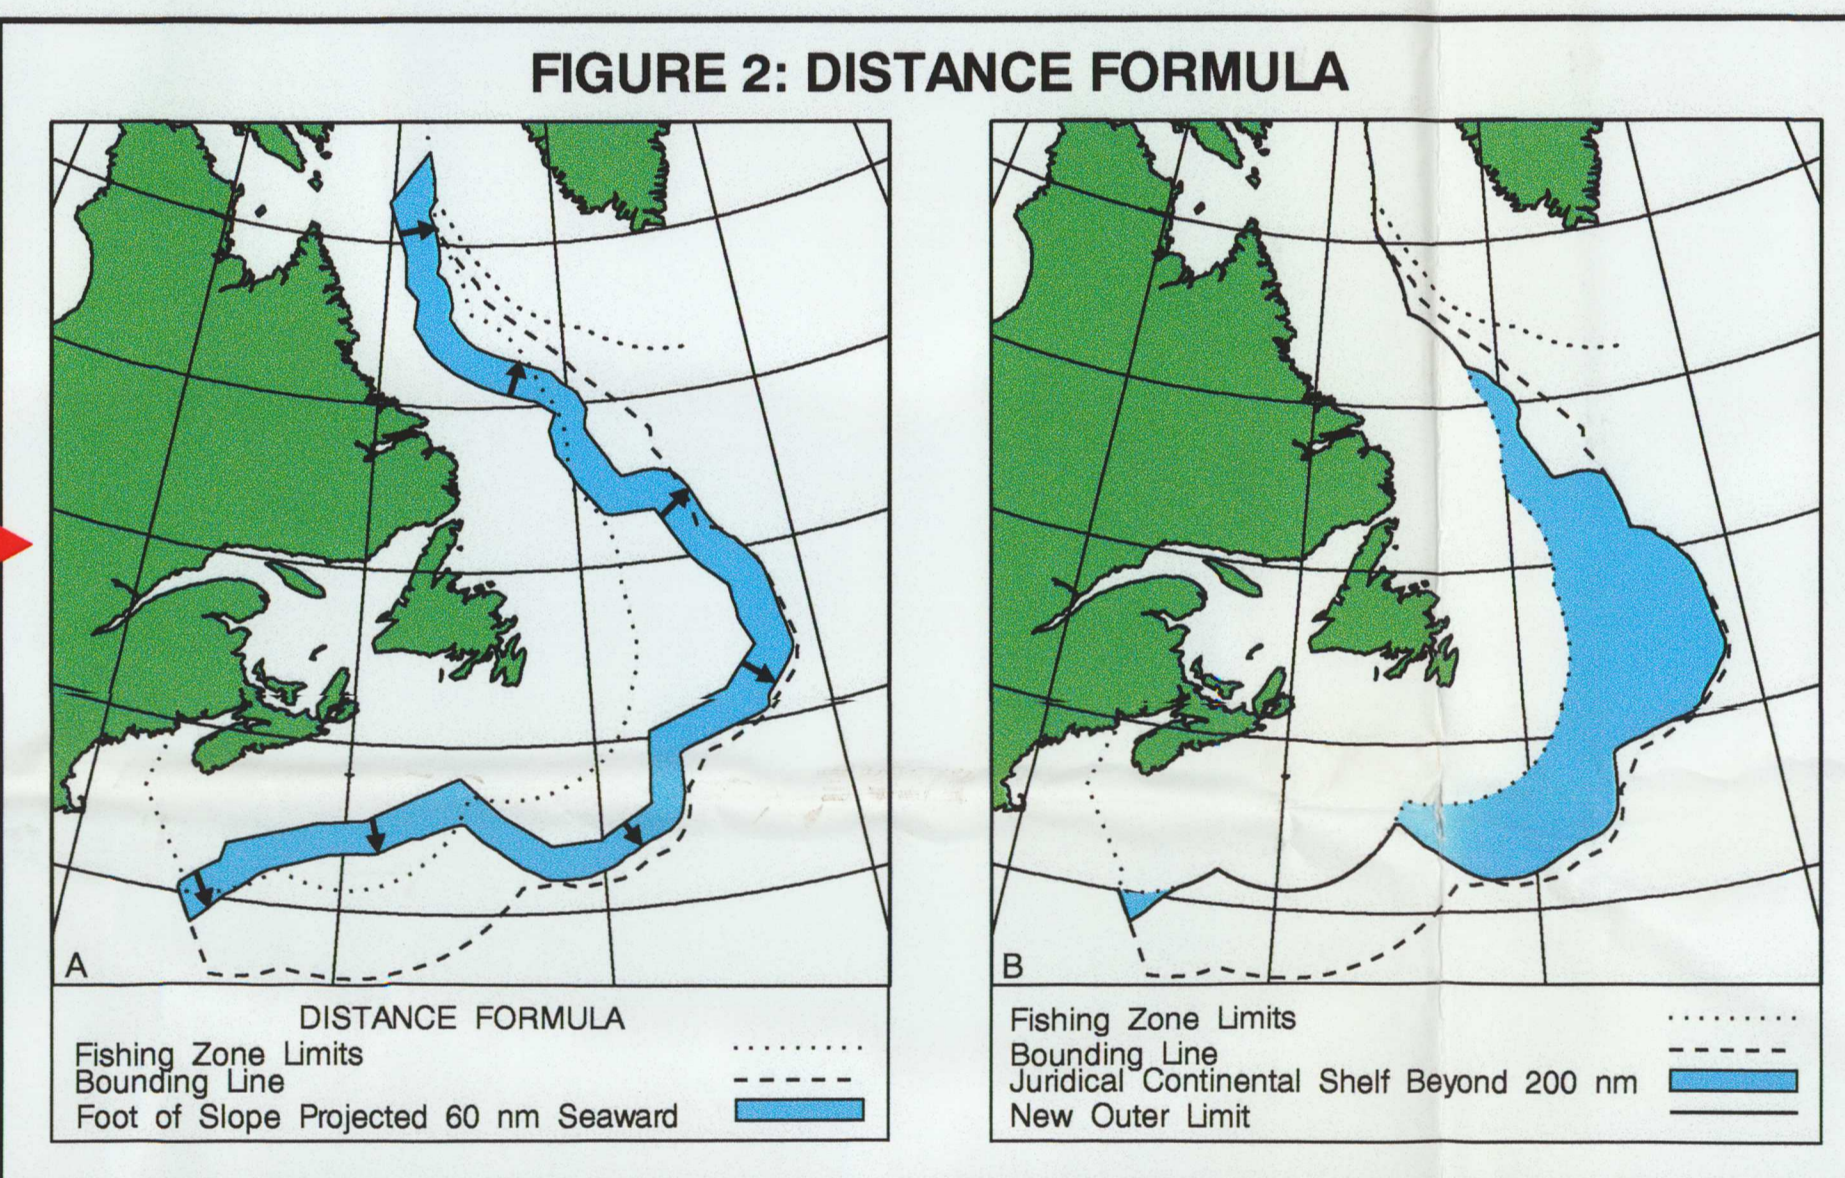 FIGURE 2: DISTANCE FORMULA
A
DISTANCE FORMULA
Fishing Zone Limits
Bounding Line
Foot of Slope Projected 60 nm Seaward
B
Fishing Zone Limits
Bounding Line
Juridical Continental Shelf Beyond 200 nm
New Outer Limit